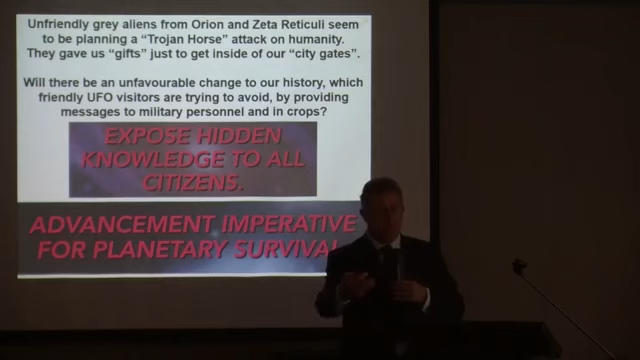 Unfriendly grey aliens from Orion and Zeta Reticuli seem
to be planning a “Trojan Horse” attack on humanity.
They gave us “gifts” just to get inside of our “city gates”.
Will there be an unfavourable change to our history, which
friendly UFO visitors are trying to avoid, by providing
messages to military personnel and in crops?
EXPOSE HIDDEN
KNOWLEDGE TO ALL
CITIZENS.
ADVANCEMENT IMPERATIVE
FOR PLANETARY SURVIVAL